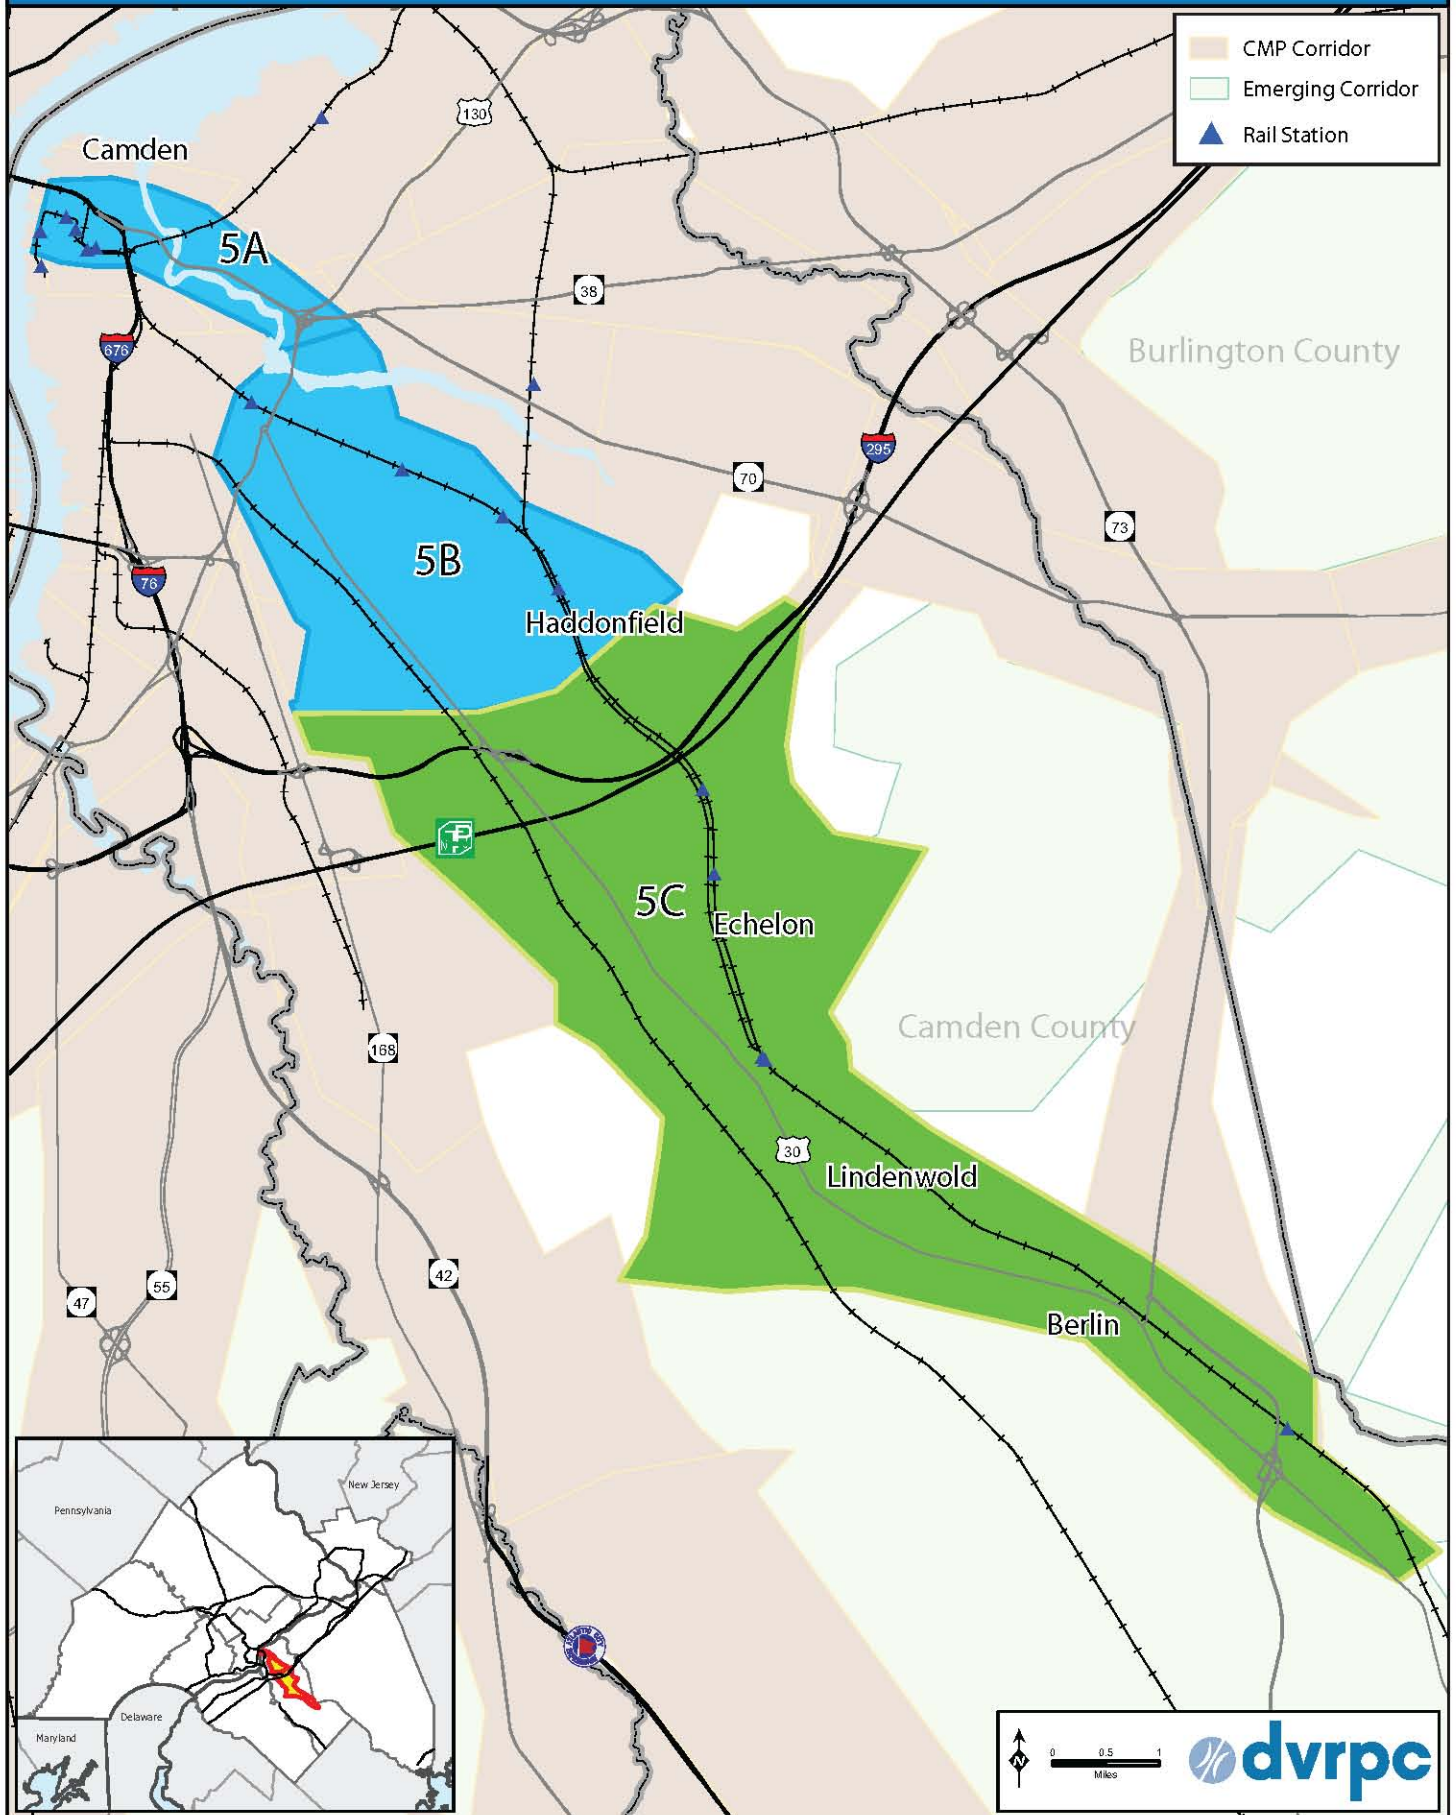 CMP Corridor
Emerging Corridor
Rail Station
130
Camden
5A
38
676
Burlington County
295
70
73
5B
76
Haddonfield
5C
Echelon
Camden County
168
30
Lindenwold
42
55
47
Berlin
New Jersey
Pennsylvania
Delaware
Maryland
N
0 0.5 1
Miles
dvrpc